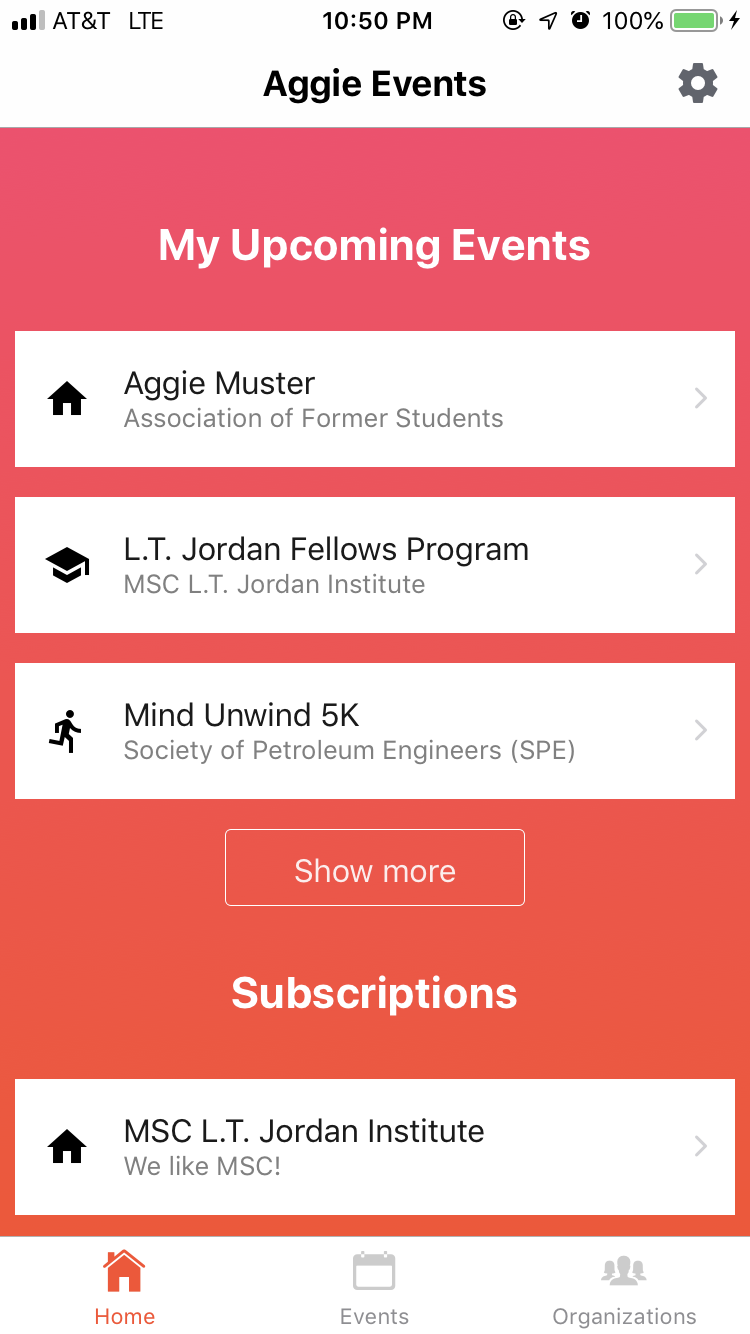 AT&T LTE 10:50 PM 100%
Aggie Events
My Upcoming Events
Aggie Muster
Association of Former Students
L.T. Jordan Fellows Program
MSC L.T. Jordan Institute
Mind Unwind 5K
Society of Petroleum Engineers (SPE)
Show more
Subscriptions
MSC L.T. Jordan Institute
We like MSC!
Home Events Organizations